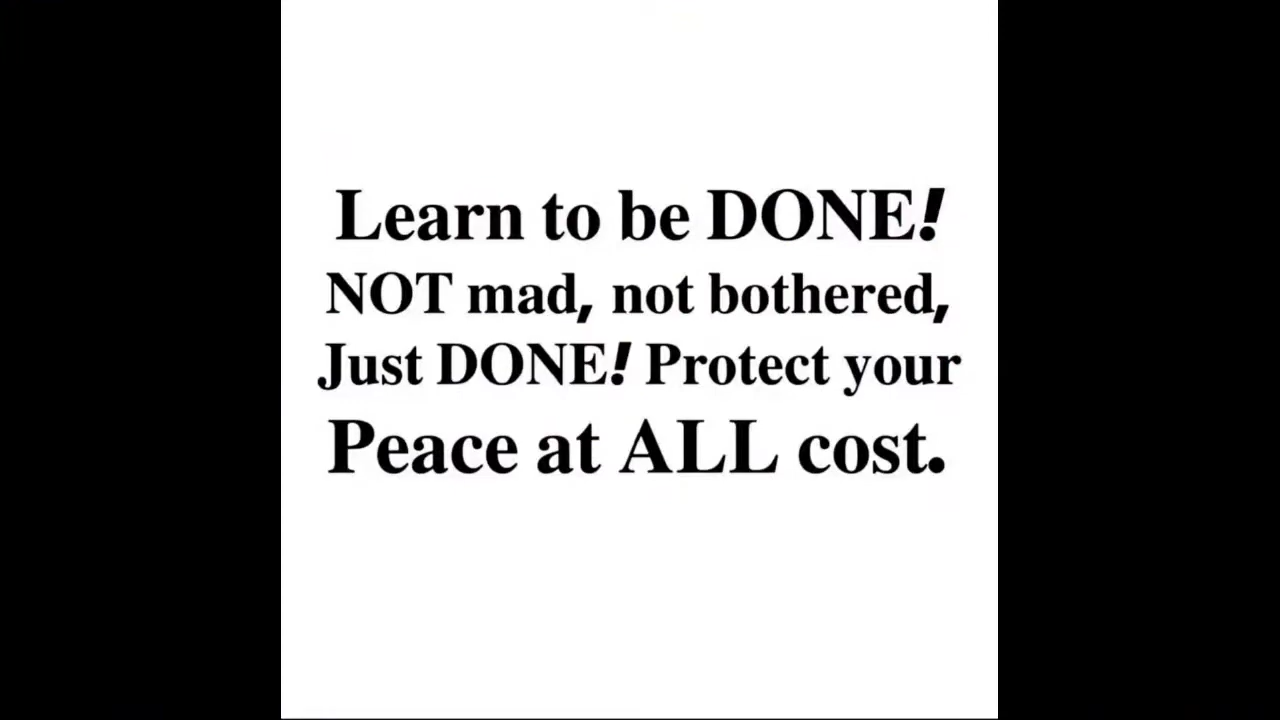 Learn to be DONE!
NOT mad, not bothered,
Just DONE! Protect your
Peace at ALL cost.